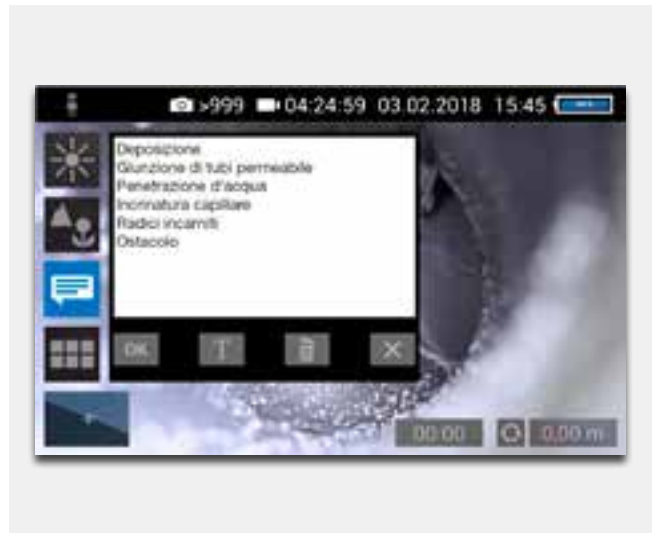 >999 04:24:59 03.02.2018 15:45
Deposizione
Giunzione di tubi permeabile
Penetrazione d'acqua
Incrinatura capillare
Radici incarniti
Ostacolo
OK T
00:00 0,00 m